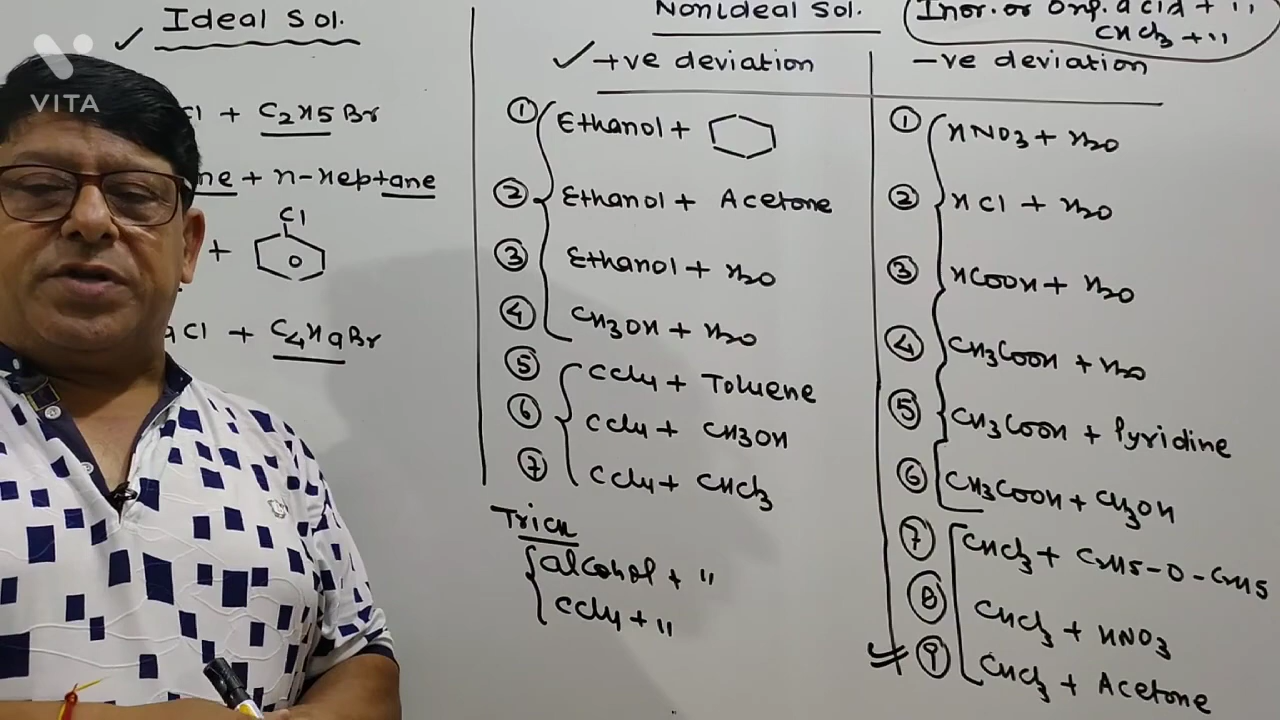 VITA
✓ Ideal Sol.
Cl + C2H5Br
ne + n-Heptane
+
Cl
Cl + C4H9Br
NonIdeal Sol.
✓ +ve deviation
① Ethanol +
② Ethanol + Acetone
③ Ethanol + H2O
④ CH3OH + H2O
⑤ CCl4 + Toluene
⑥ CCl4 + CH3OH
⑦ CCl4 + CHCl3
Trick
alcohol + "
CCl4 + "
Inor. or Org. acid + "
CHCl3 + "
-ve deviation
① HNO3 + H2O
② HCl + H2O
③ HCOOH + H2O
④ CH3COOH + H2O
⑤ CH3COOH + Pyridine
⑥ CH3COOH + CH3OH
⑦ CHCl3 + C2H5-O-C2H5
⑧ CHCl3 + HNO3
⑨ CHCl3 + Acetone